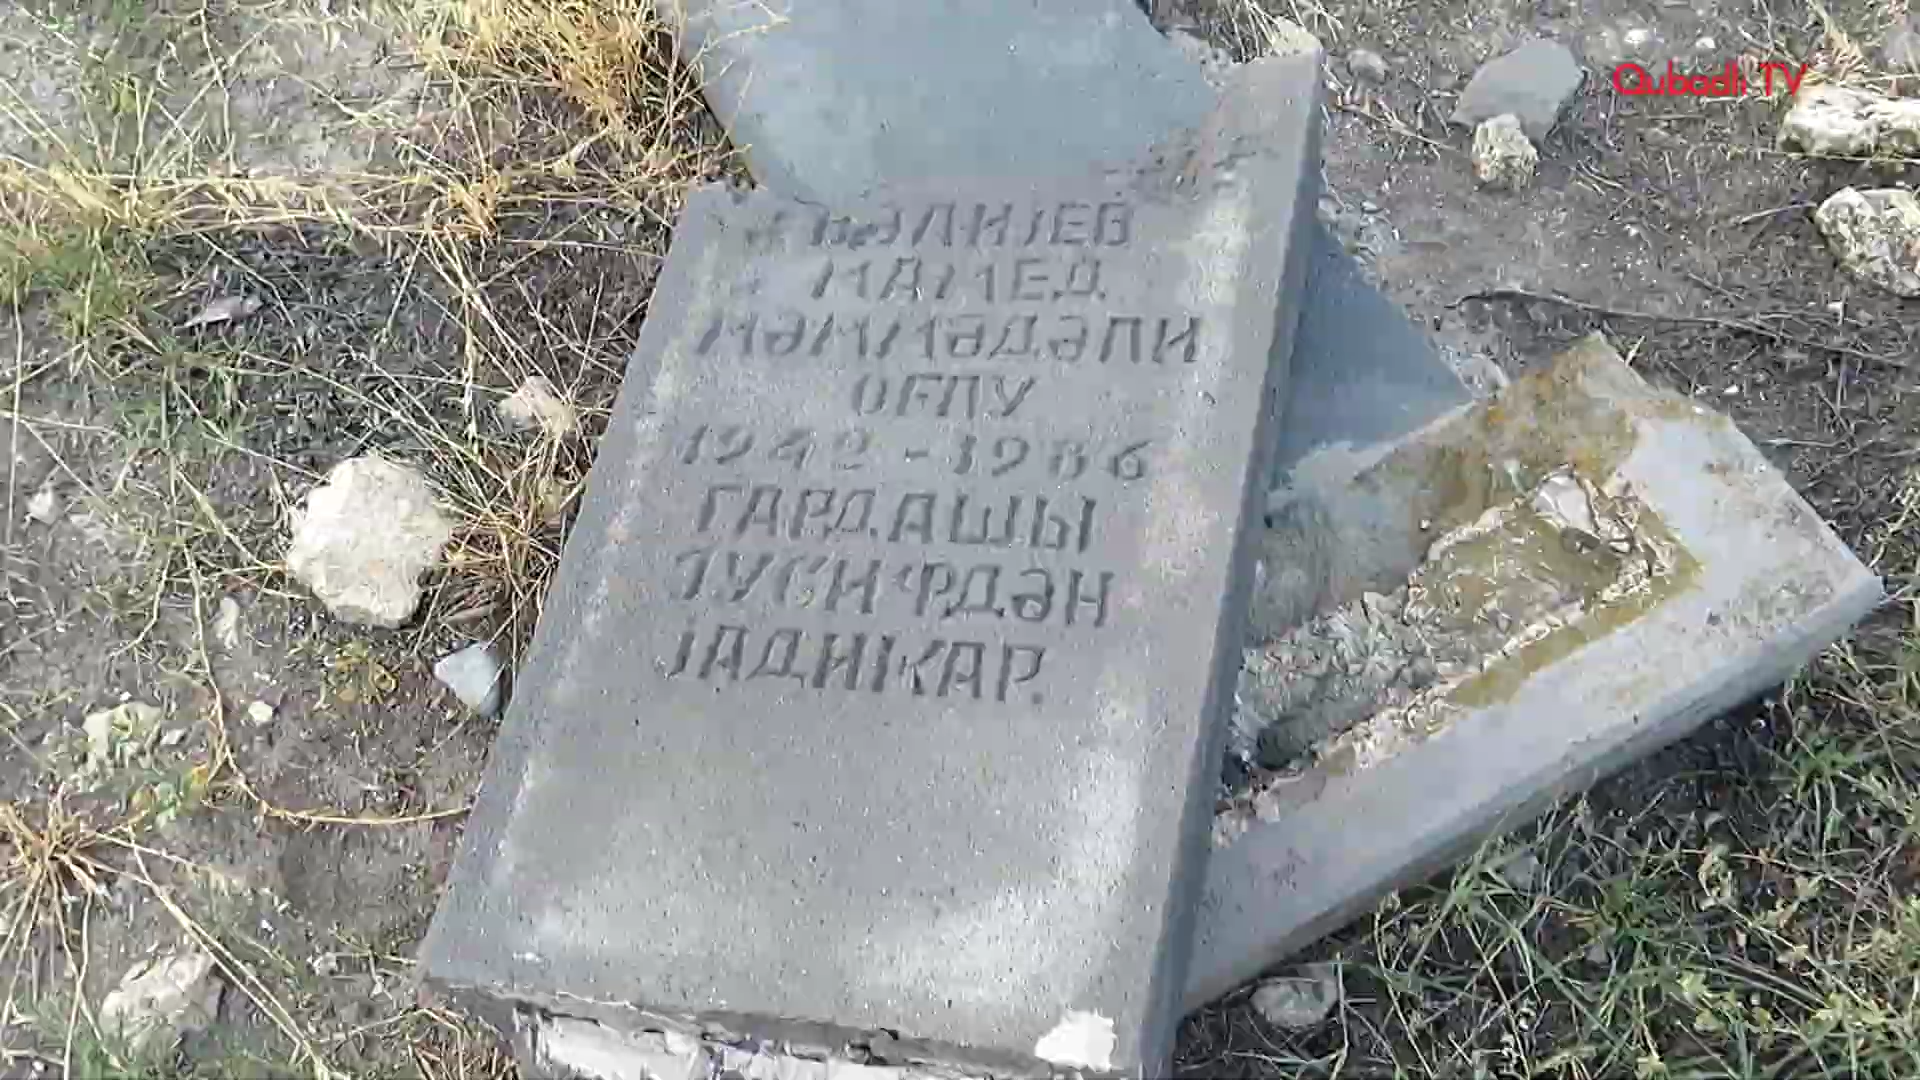 Qubadli TV
ВӘЛИЈЕВ
МАМЕД
МӘММӘДӘЛИ
ОҒЛУ
1942-1986
ГАРДАШЫ
ЈУСИФДӘН
ЈАДИКАР.